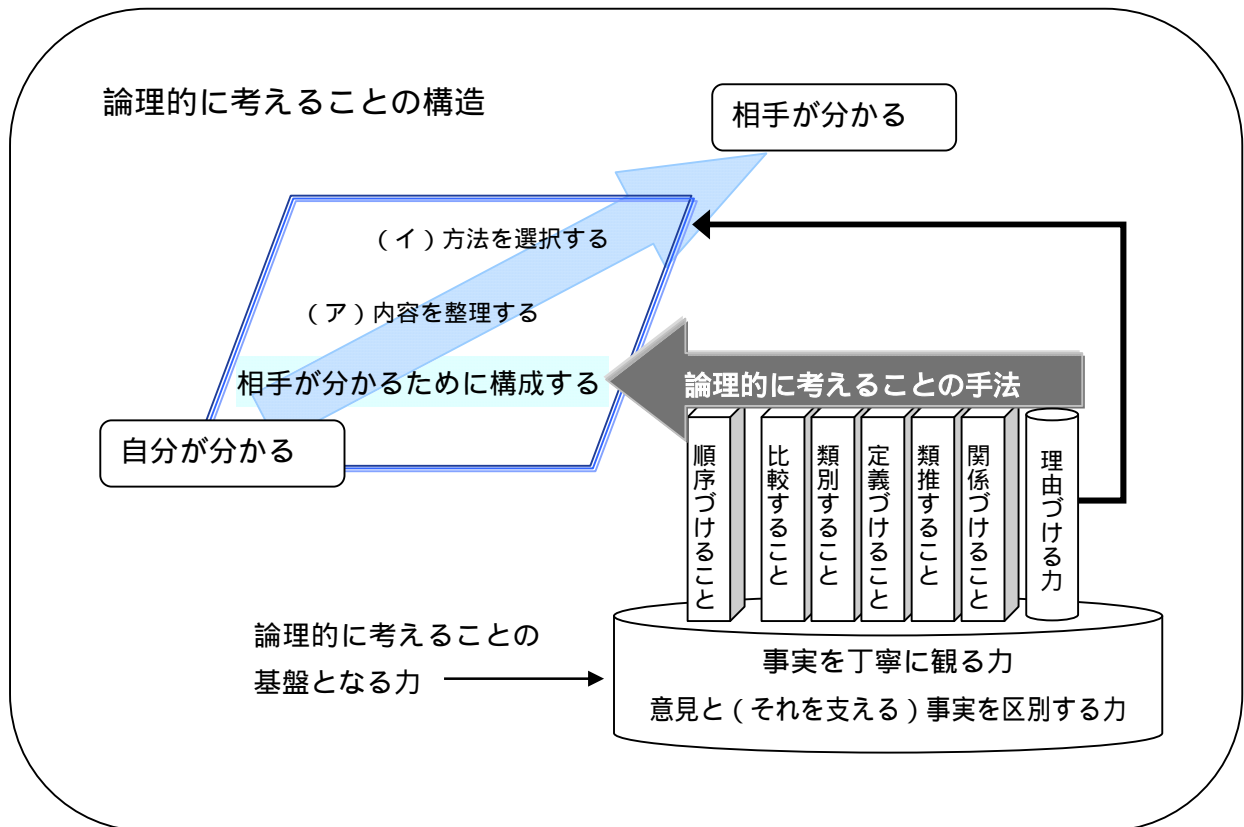 論理的に考えることの構造
相手が分かる
（イ）方法を選択する
（ア）内容を整理する
相手が分かるために構成する
自分が分かる
論理的に考えることの手法
順序づけること
比較すること
類別すること
定義づけること
類推すること
関係づけること
理由づける力
論理的に考えることの
基盤となる力
事実を丁寧に観る力
意見と（それを支える）事実を区別する力